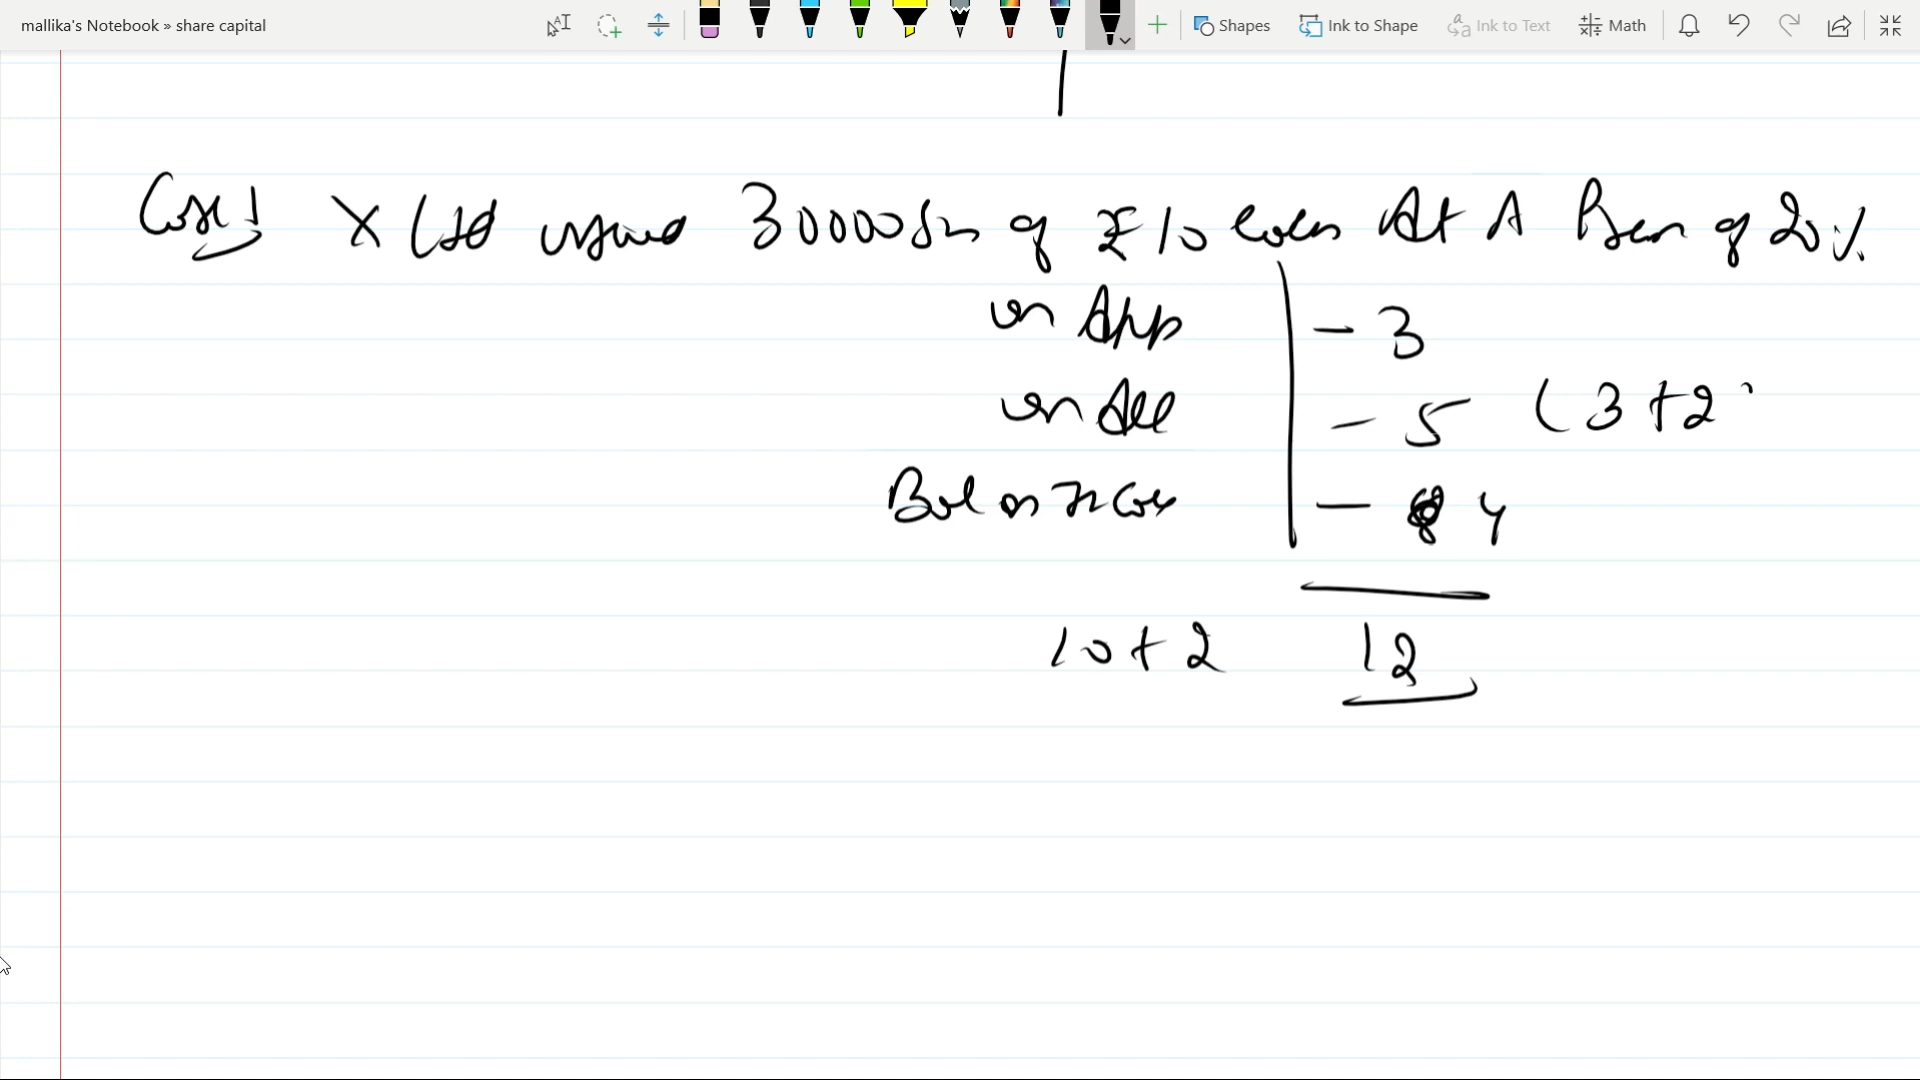 mallika's Notebook » share capital
Shapes Ink to Shape Ink to Text Math
Case 1 X Ltd issued 30000 Sh of ₹10 each At A Prem of 20%
on App - 3
on All - 5 (3+2)
Bal on Call - 4
10+2 12